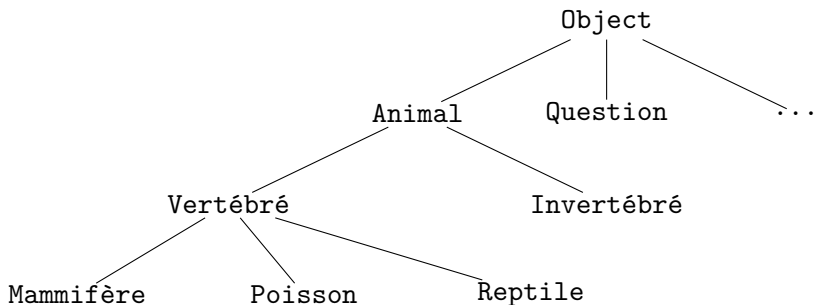 Object
Animal Question ...
Vertébré Invertébré
Mammifère Poisson Reptile